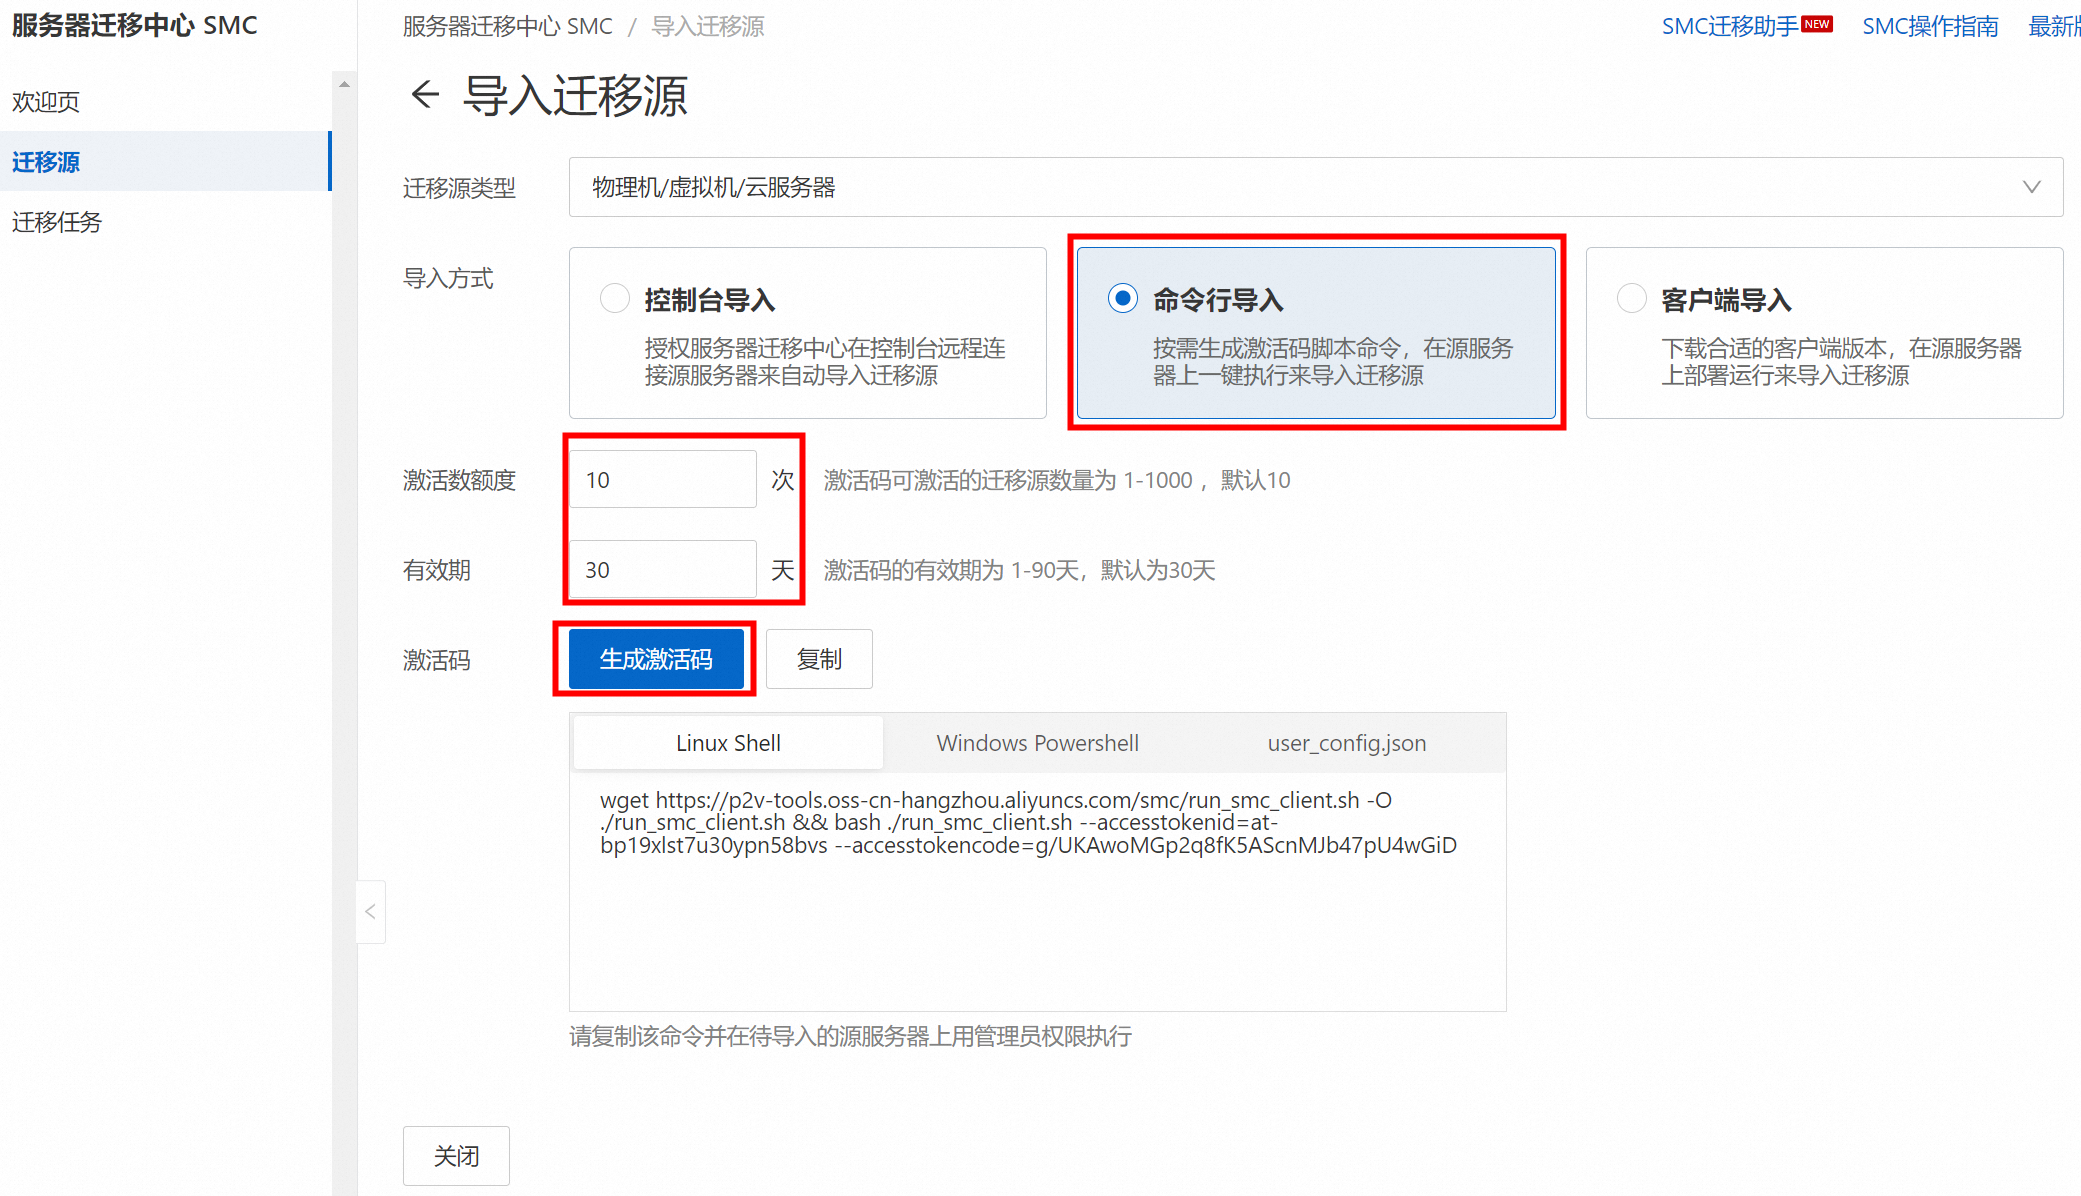 服务器迁移中心 SMC
欢迎页
迁移源
迁移任务
服务器迁移中心 SMC / 导入迁移源
SMC迁移助手 NEW
SMC操作指南
最新
导入迁移源
迁移源类型
物理机/虚拟机/云服务器
导入方式
控制台导入
授权服务器迁移中心在控制台远程连
接源服务器来自动导入迁移源
命令行导入
按需生成激活码脚本命令，在源服务
器上一键执行来导入迁移源
客户端导入
下载合适的客户端版本，在源服务器
上部署运行来导入迁移源
激活数额度
10 次 激活码可激活的迁移源数量为 1-1000 ，默认10
有效期
30 天 激活码的有效期为 1-90天，默认为30天
激活码
生成激活码
复制
Linux Shell
Windows Powershell
user_config.json
wget https://p2v-tools.oss-cn-hangzhou.aliyuncs.com/smc/run_smc_client.sh -O
./run_smc_client.sh && bash ./run_smc_client.sh --accesstokenid=at-
bp19xlst7u30ypn58bvs --accesstokencode=g/UKAwoMGp2q8fK5AScnMJb47pU4wGiD
请复制该命令并在待导入的源服务器上用管理员权限执行
关闭